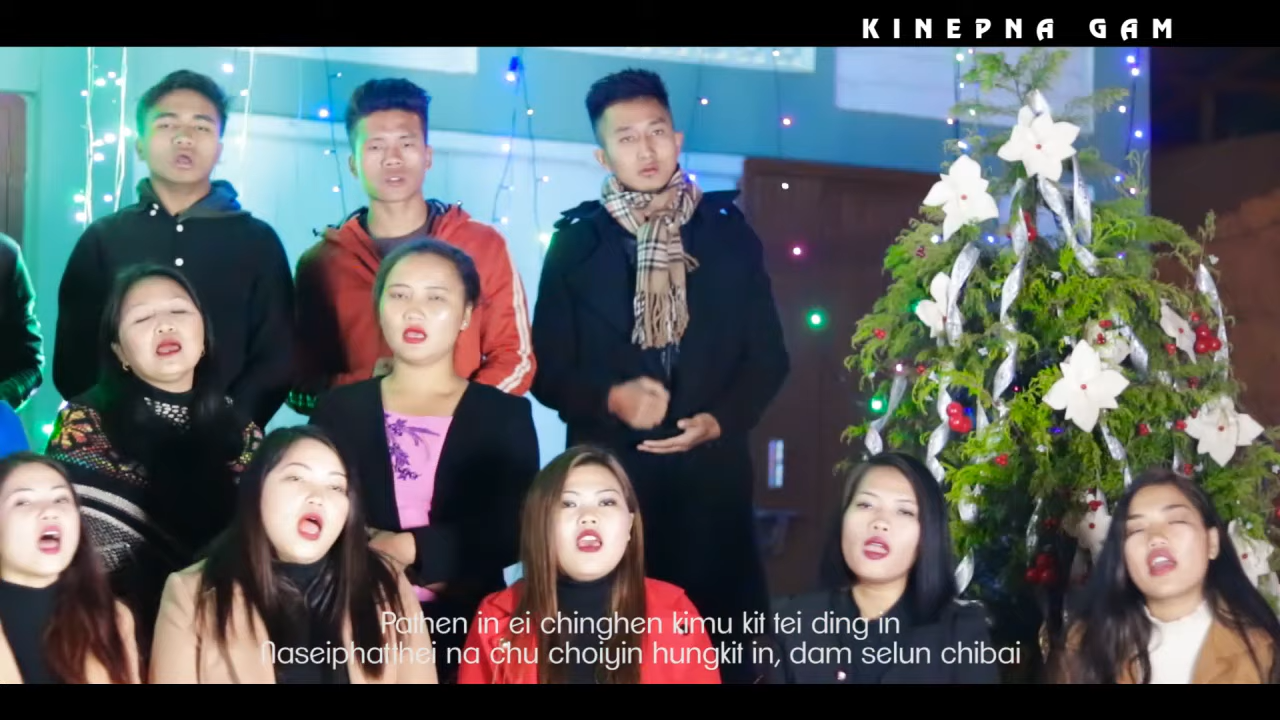 KINEPNA GAM
Pathen in ei chinghen kimu kit tei ding in
Naseiphatthei na chu choiyin hungkit in, dam selun chibai